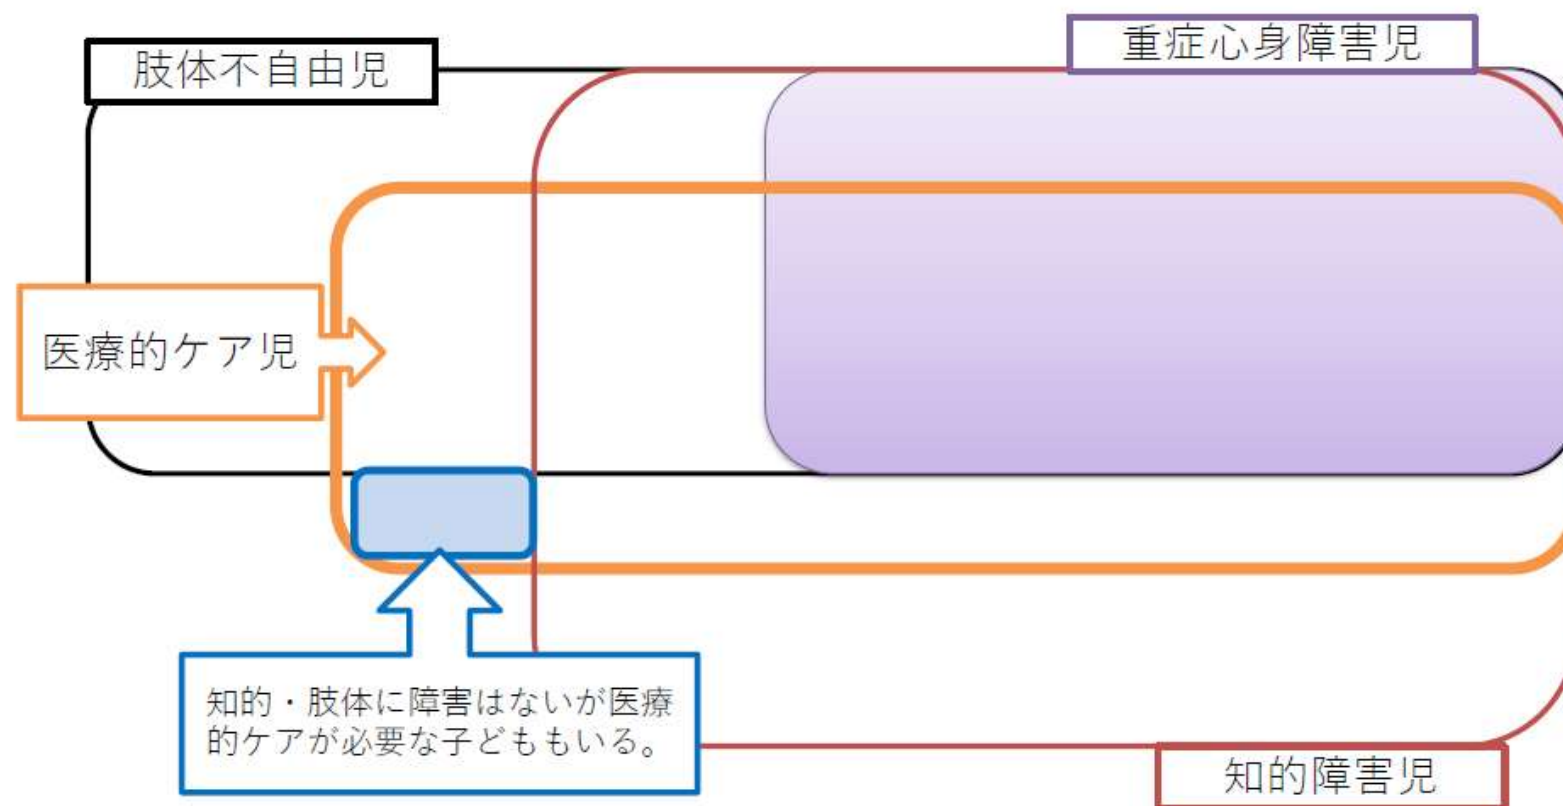 重症心身障害児
肢体不自由児
医療的ケア児
知的・肢体に障害はないが医療
的ケアが必要な子どももいる。
知的障害児